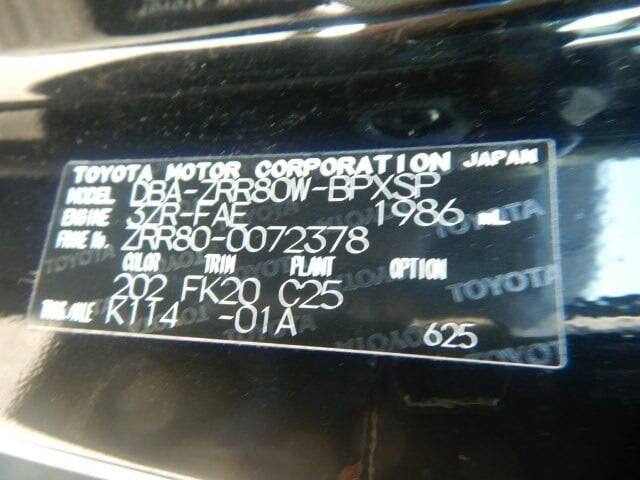 TOYOTA MOTOR CORPORATION JAPAN
MODEL DBA-ZRR80W-BPXSP
ENGINE 3ZR-FAE 1986 mL
FRAME No. ZRR80-0072378
COLOR TRIM PLANT OPTION
202 FK20 C25
TRANS/AXLE K114 -01A
625